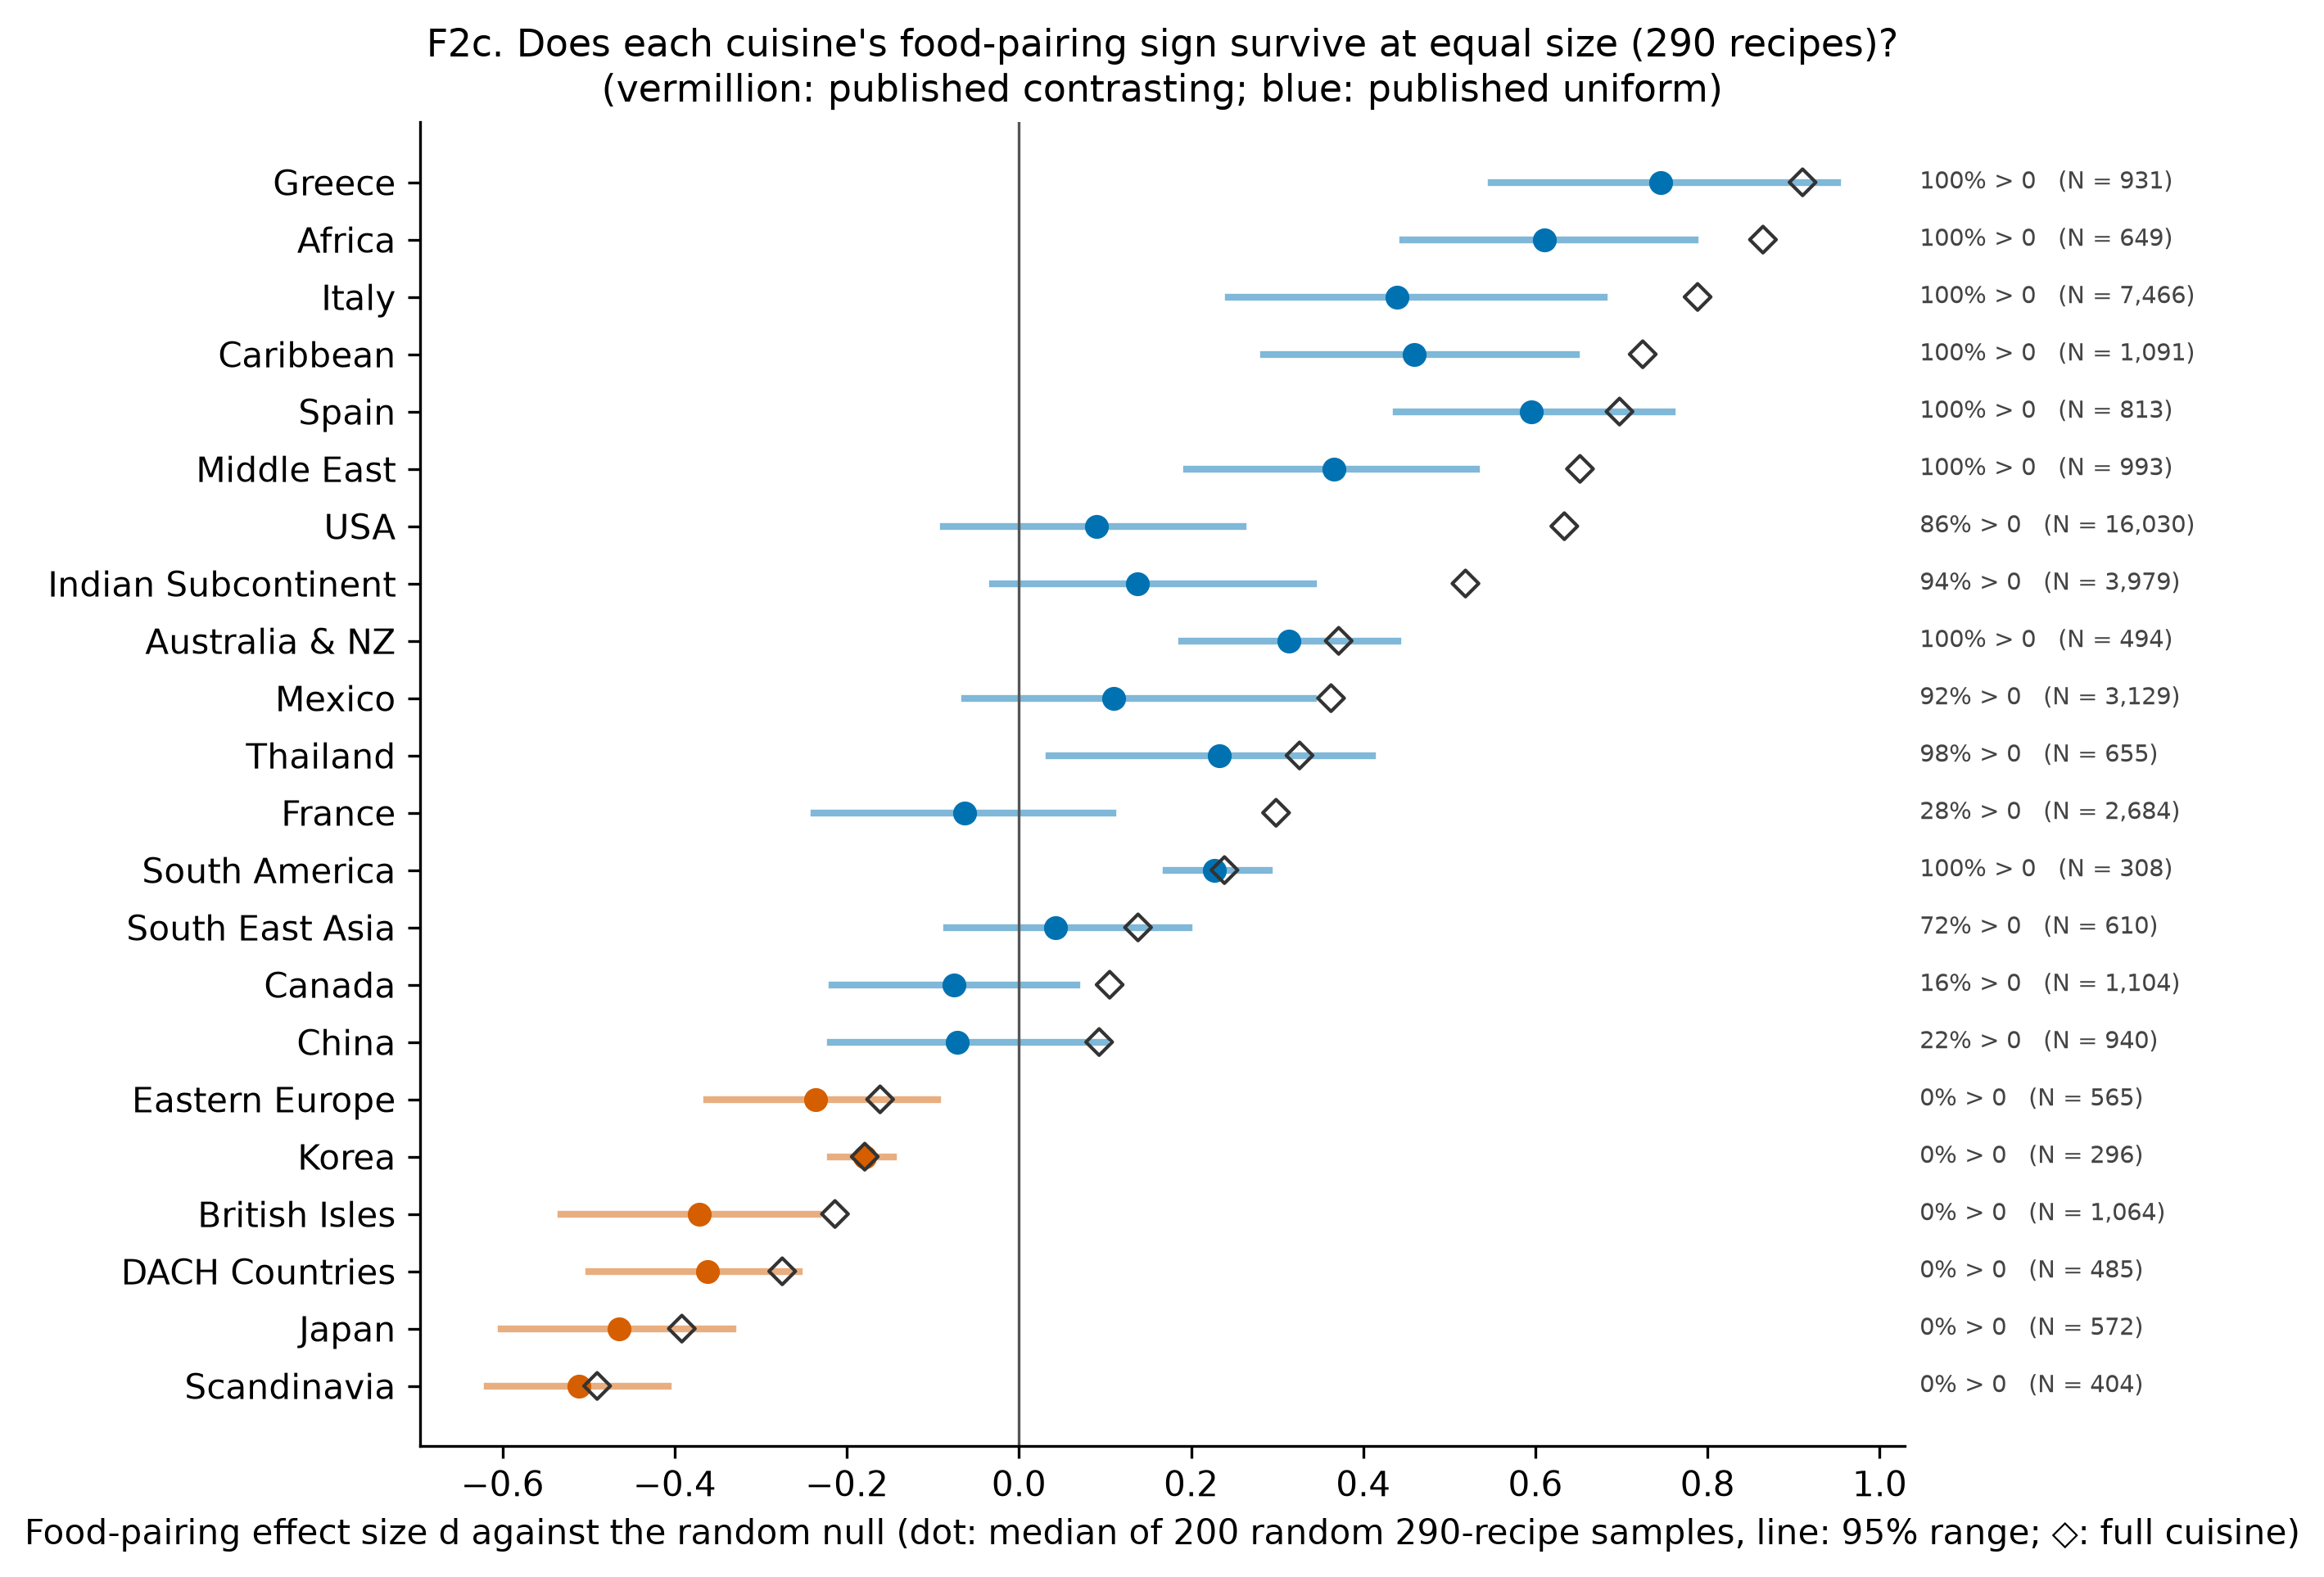 F2c. Does each cuisine's food-pairing sign survive at equal size (290 recipes)?
(vermillion: published contrasting; blue: published uniform)
Greece 100% > 0 (N = 931)
Africa 100% > 0 (N = 649)
Italy 100% > 0 (N = 7,466)
Caribbean 100% > 0 (N = 1,091)
Spain 100% > 0 (N = 813)
Middle East 100% > 0 (N = 993)
USA 86% > 0 (N = 16,030)
Indian Subcontinent 94% > 0 (N = 3,979)
Australia & NZ 100% > 0 (N = 494)
Mexico 92% > 0 (N = 3,129)
Thailand 98% > 0 (N = 655)
France 28% > 0 (N = 2,684)
South America 100% > 0 (N = 308)
South East Asia 72% > 0 (N = 610)
Canada 16% > 0 (N = 1,104)
China 22% > 0 (N = 940)
Eastern Europe 0% > 0 (N = 565)
Korea 0% > 0 (N = 296)
British Isles 0% > 0 (N = 1,064)
DACH Countries 0% > 0 (N = 485)
Japan 0% > 0 (N = 572)
Scandinavia 0% > 0 (N = 404)
−0.6 −0.4 −0.2 0.0 0.2 0.4 0.6 0.8 1.0
Food-pairing effect size d against the random null (dot: median of 200 random 290-recipe samples, line: 95% range; ◇: full cuisine)